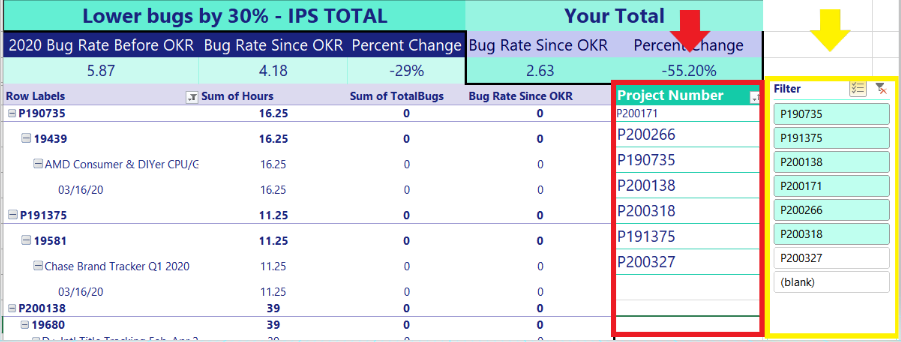 Lower bugs by 30% - IPS TOTAL Your Total
2020 Bug Rate Before OKR Bug Rate Since OKR Percent Change Bug Rate Since OKR Percent Change
5.87 4.18 -29% 2.63 -55.20%
Row Labels Sum of Hours Sum of TotalBugs Bug Rate Since OKR Project Number Filter
P190735 16.25 0 0 P200171 P190735
19439 16.25 0 0 P200266 P191375
AMD Consumer & DIYer CPU/G 16.25 0 0 P190735 P200138
03/16/20 16.25 0 0 P200138 P200171
P191375 11.25 0 0 P200318 P200266
19581 11.25 0 0 P191375 P200318
Chase Brand Tracker Q1 2020 11.25 0 0 P200327 P200327
03/16/20 11.25 0 0 (blank)
P200138 39 0 0
19680 39 0 0